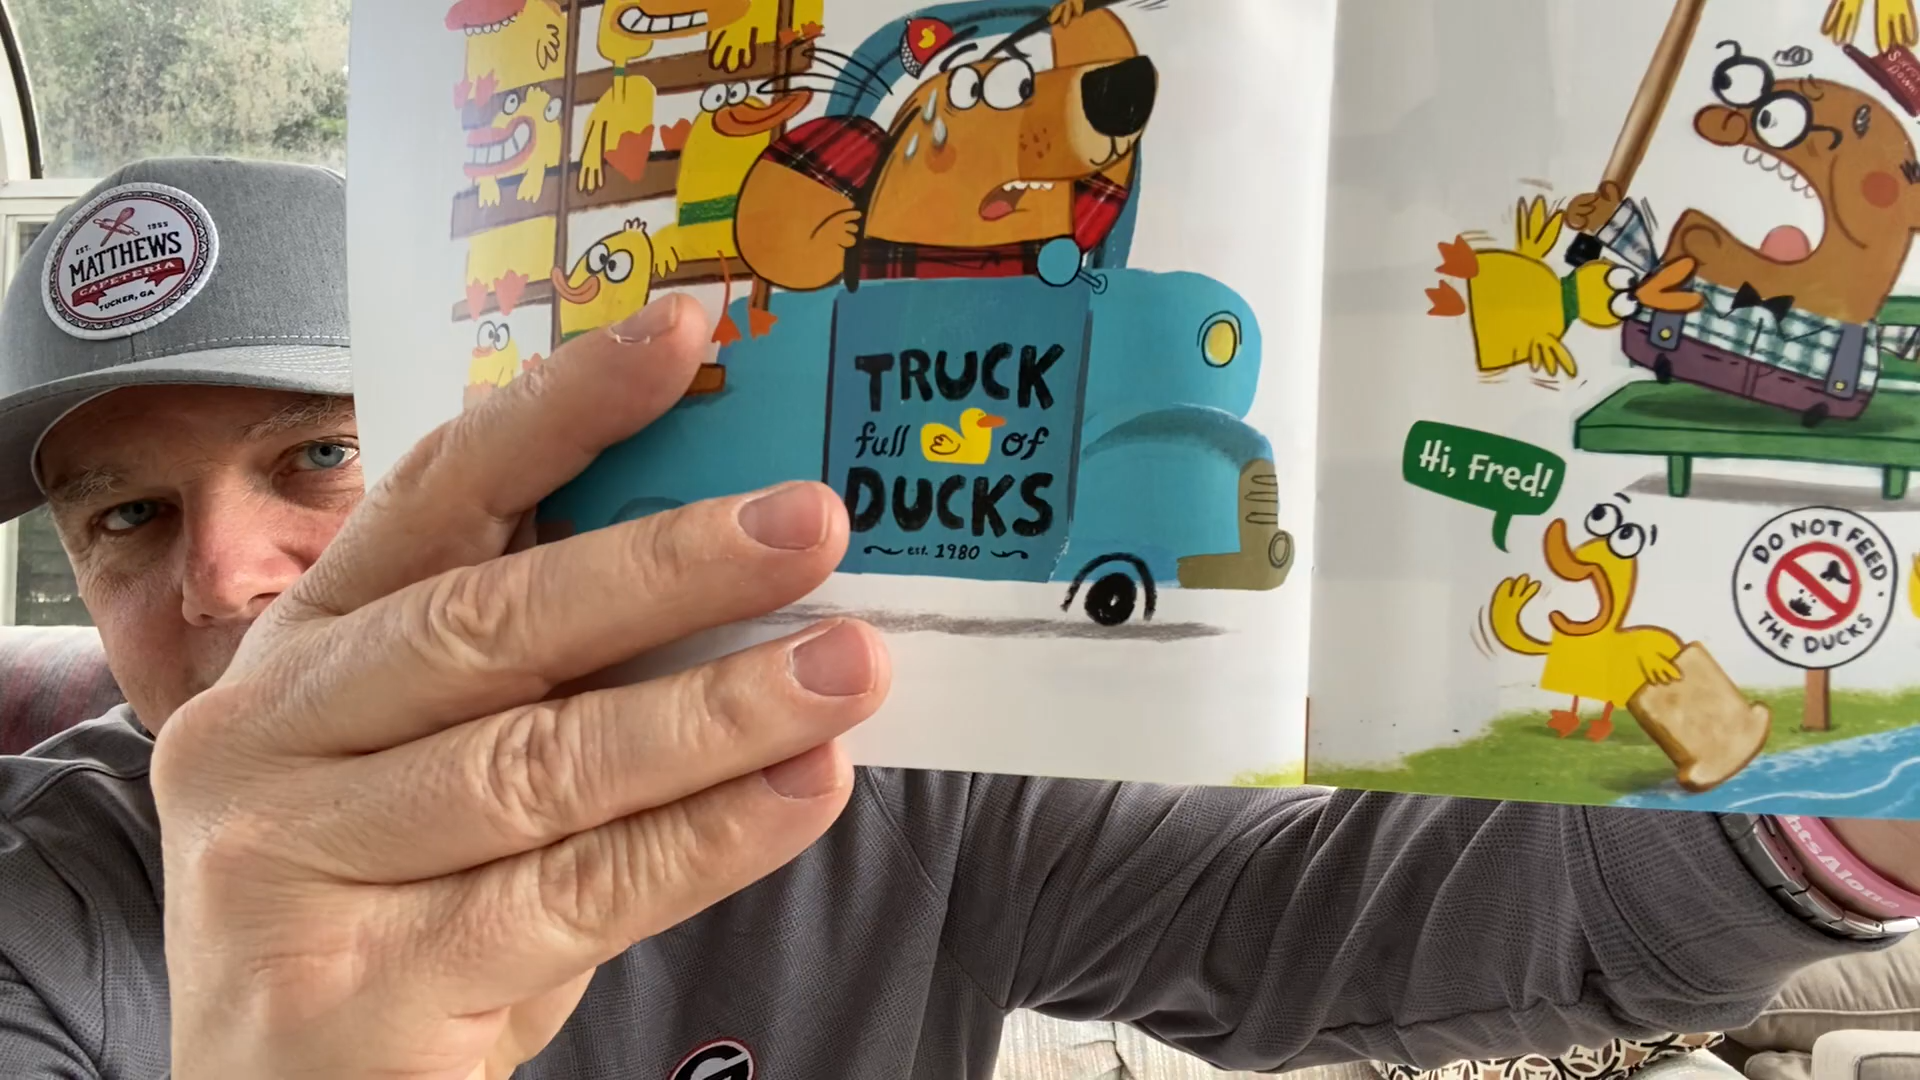 EST. 1955
MATTHEWS
CAFETERIA
TUCKER, GA
TRUCK
full of
DUCKS
est. 1980
Hi, Fred!
DO NOT FEED
THE DUCKS
G